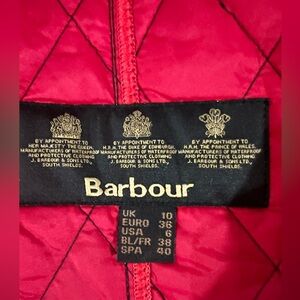 BY APPOINTMENT TO
HER MAJESTY THE QUEEN,
MANUFACTURERS OF WATERPROOF
AND PROTECTIVE CLOTHING
J. BARBOUR & SONS LTD.,
SOUTH SHIELDS.
BY APPOINTMENT TO
H.R.H. THE DUKE OF EDINBURGH,
MANUFACTURERS OF WATERPROOF
AND PROTECTIVE CLOTHING
J. BARBOUR & SONS LTD.,
SOUTH SHIELDS.
BY APPOINTMENT TO
H.R.H. THE PRINCE OF WALES,
MANUFACTURERS OF WATERPROOF
AND PROTECTIVE CLOTHING
J. BARBOUR & SONS LTD.,
SOUTH SHIELDS.
Barbour
UK 10
EURO 36
USA 6
BL/FR 38
SPA 40